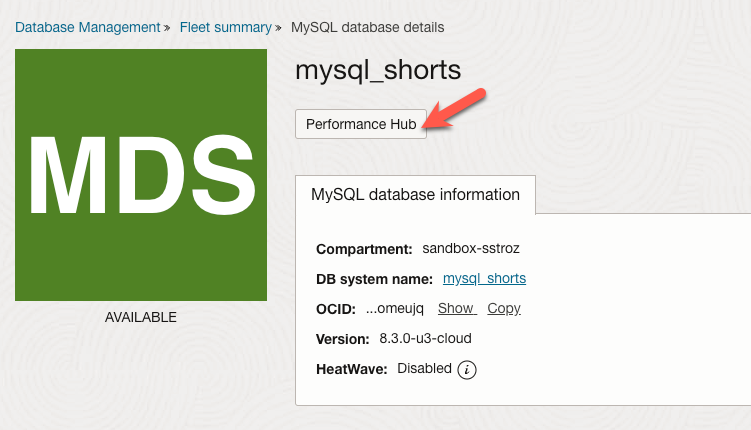 Database Management » Fleet summary » MySQL database details
MDS
AVAILABLE
mysql_shorts
Performance Hub
MySQL database information
Compartment: sandbox-sstroz
DB system name: mysql_shorts
OCID: ...omeujq Show Copy
Version: 8.3.0-u3-cloud
HeatWave: Disabled i